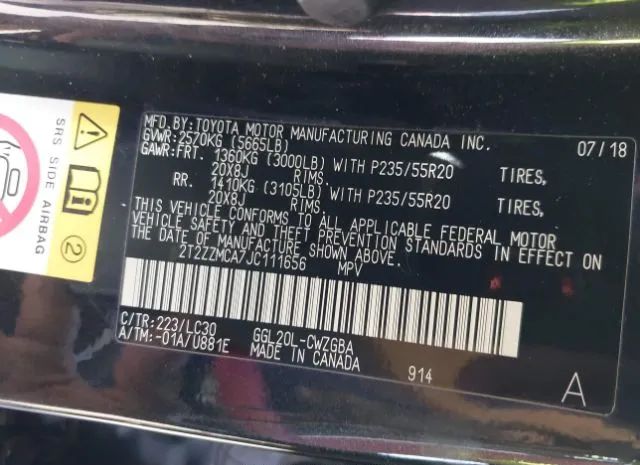 MFD.BY:TOYOTA MOTOR MANUFACTURING CANADA INC. 07/18
GVWR:2570KG (5665LB)
GAWR:FRT. 1360KG (3000LB) WITH P235/55R20 TIRES,
20X8J RIMS,
RR. 1410KG (3105LB) WITH P235/55R20 TIRES,
20X8J RIMS,
THIS VEHICLE CONFORMS TO ALL APPLICABLE FEDERAL MOTOR
VEHICLE SAFETY AND THEFT PREVENTION STANDARDS IN EFFECT ON
THE DATE OF MANUFACTURE SHOWN ABOVE.
2T2ZZMCA7JC111656 MPV
C/TR:223/LC30 GGL20L-CWZGBA
A/TM:-01A/U881E MADE IN CANADA
914 A
SRS SIDE AIRBAG
2